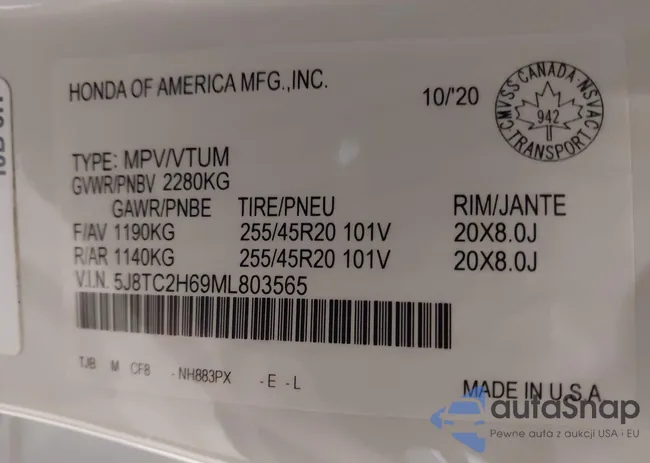 HONDA OF AMERICA MFG.,INC.
10/'20
CMVSS CANADA NSVAC
942
TRANSPORT
TYPE: MPV/VTUM
GVWR/PNBV 2280KG
GAWR/PNBE TIRE/PNEU RIM/JANTE
F/AV 1190KG 255/45R20 101V 20X8.0J
R/AR 1140KG 255/45R20 101V 20X8.0J
V.I.N. 5J8TC2H69ML803565
TJB M CF8 - NH883PX - E - L
MADE IN U.S.A
autoSnap
Pewne auta z aukcji USA i EU